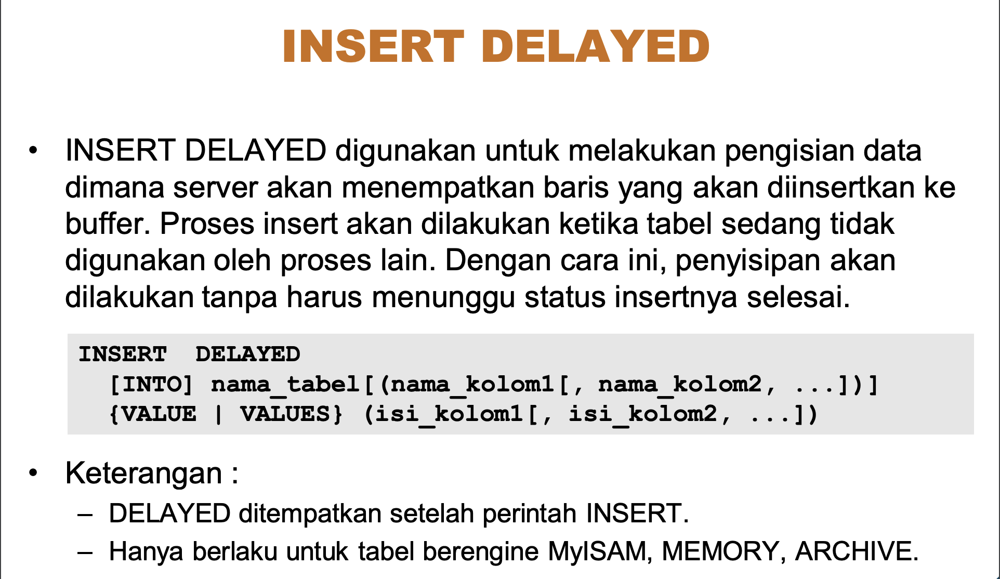 INSERT DELAYED
• INSERT DELAYED digunakan untuk melakukan pengisian data
dimana server akan menempatkan baris yang akan diinsertkan ke
buffer. Proses insert akan dilakukan ketika tabel sedang tidak
digunakan oleh proses lain. Dengan cara ini, penyisipan akan
dilakukan tanpa harus menunggu status insertnya selesai.
INSERT  DELAYED
[INTO] nama_tabel[(nama_kolom1[, nama_kolom2, ...])]
{VALUE | VALUES} (isi_kolom1[, isi_kolom2, ...])
• Keterangan :
– DELAYED ditempatkan setelah perintah INSERT.
– Hanya berlaku untuk tabel berengine MyISAM, MEMORY, ARCHIVE.